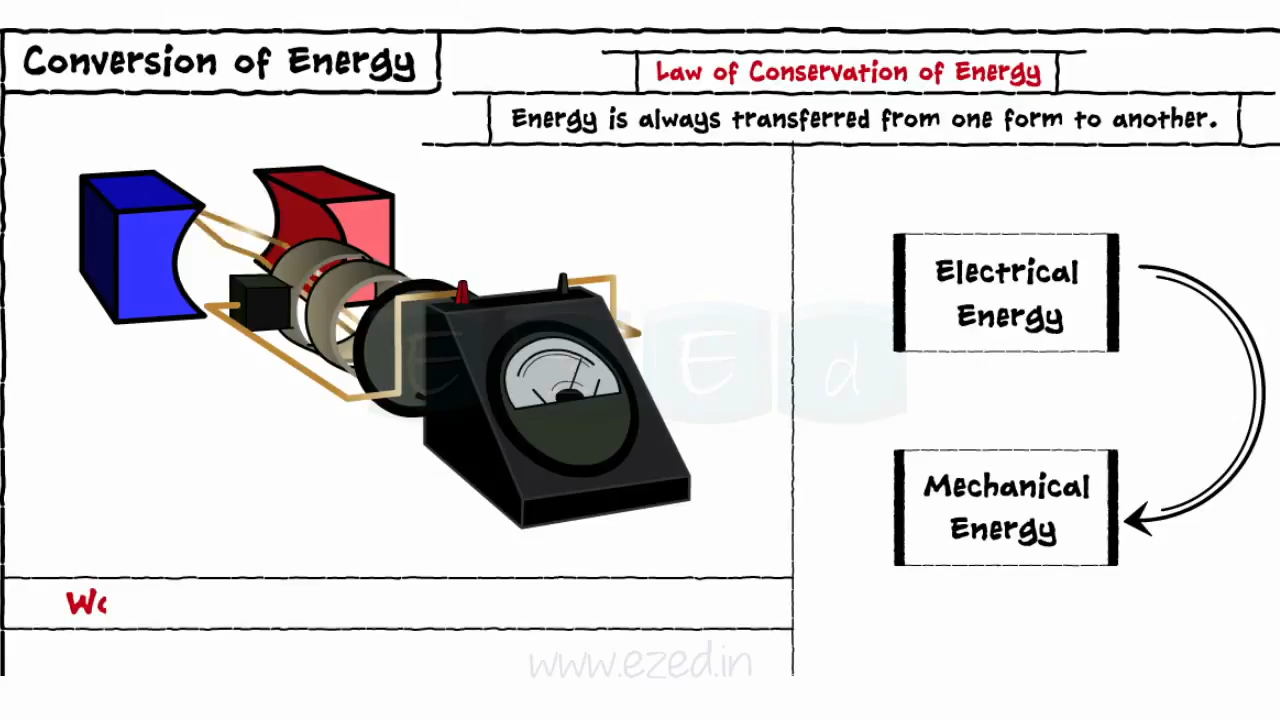 Conversion of Energy
Law of Conservation of Energy
Energy is always transferred from one form to another.
Electrical
Energy
E Z E d
Mechanical
Energy
www.ezed.in